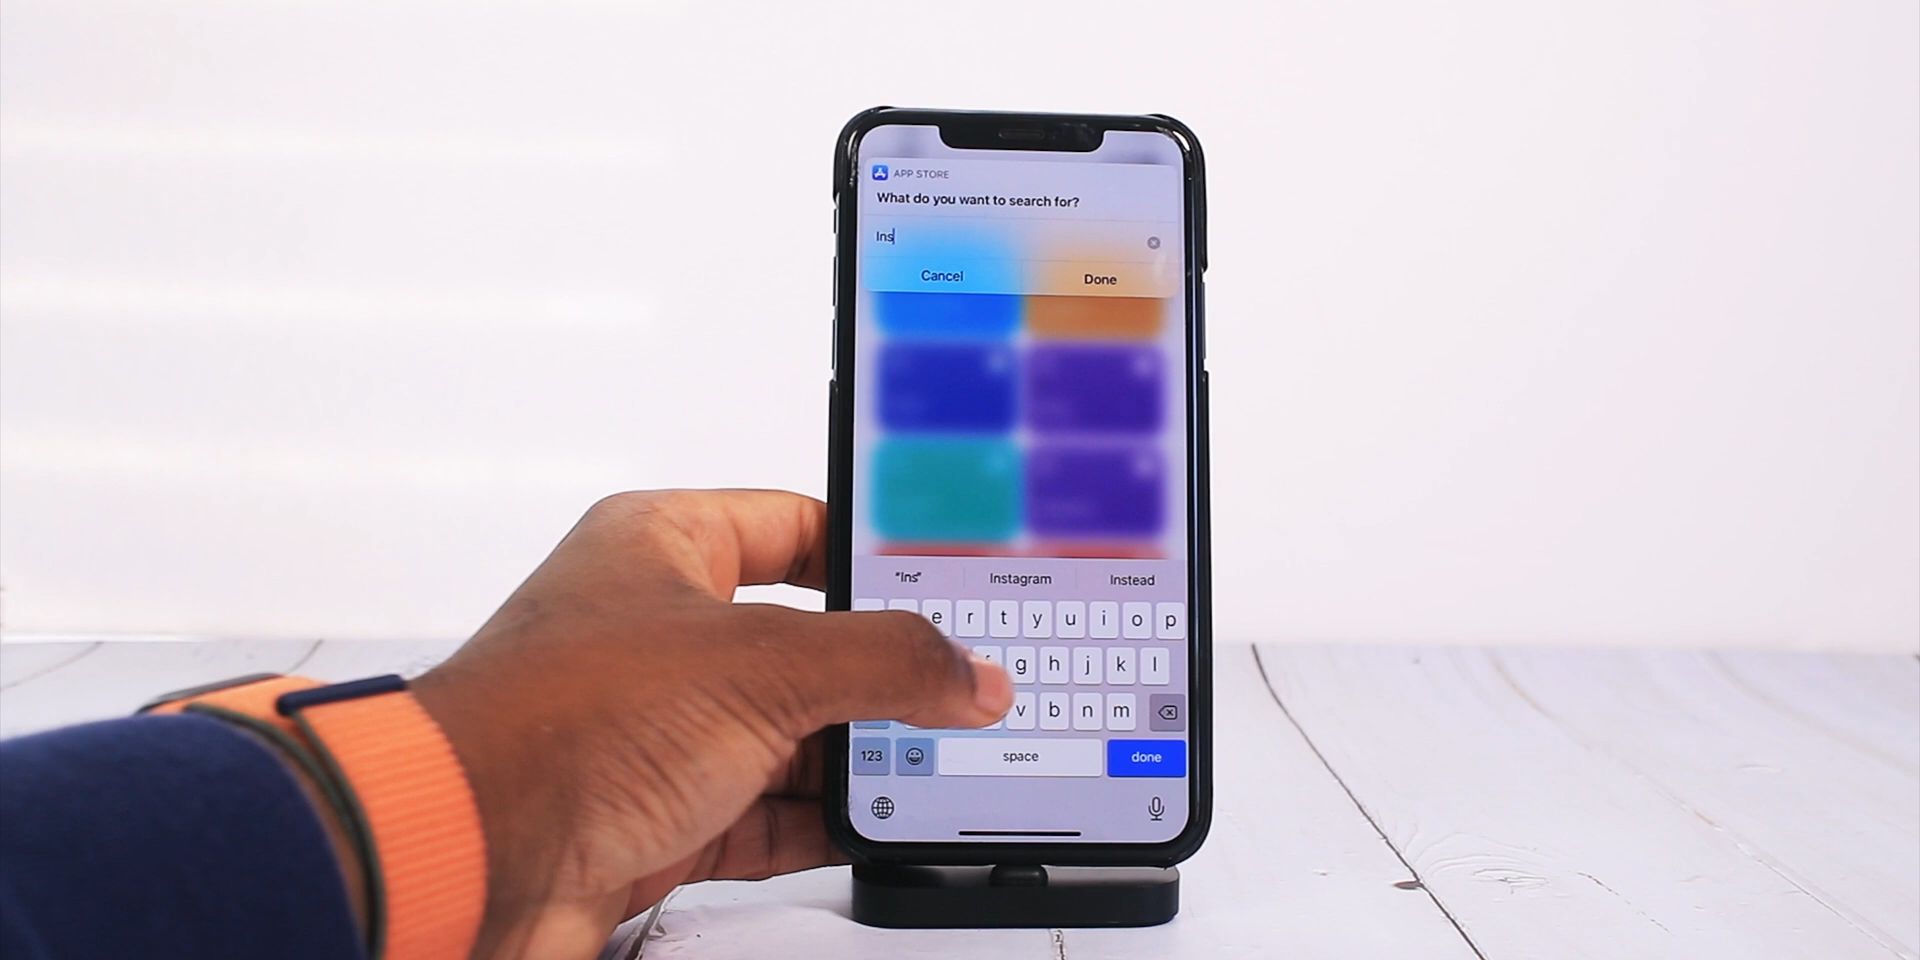 APP STORE
What do you want to search for?
Ins
Cancel Done
"Ins" Instagram Instead
e r t y u i o p
g h j k l
v b n m
123 space done